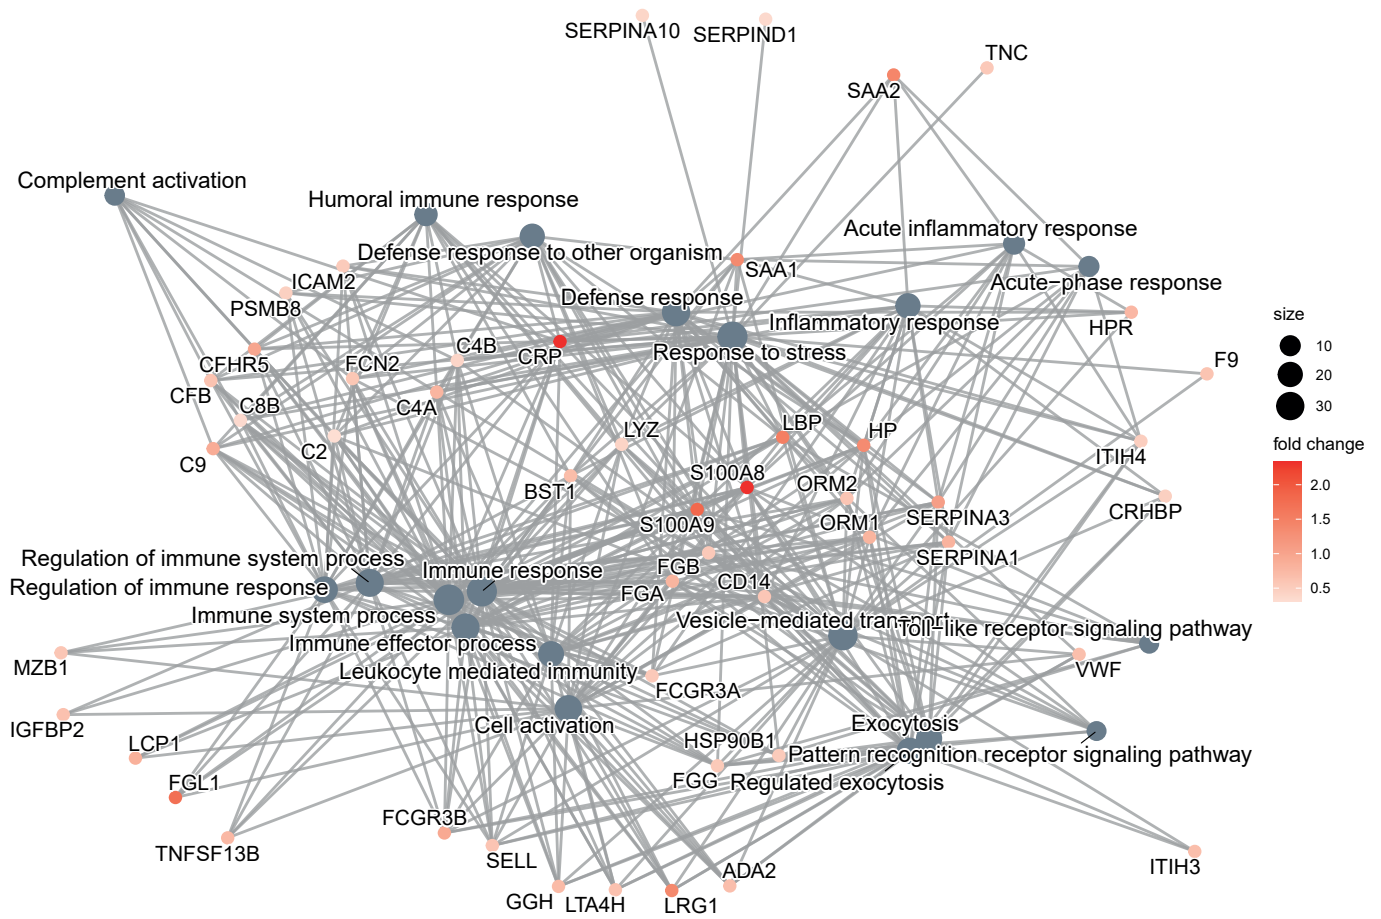 SERPINA10
SERPIND1
TNC
SAA2
Complement activation
Humoral immune response
Acute inflammatory response
Defense response to other organism
SAA1
ICAM2
Acute−phase response
PSMB8
Defense response
Inflammatory response
HPR
size
10
20
30
CFHR5
FCN2
C4B
CRP
Response to stress
F9
CFB
C8B
C4A
LYZ
LBP
HP
fold change
2.0
1.5
1.0
0.5
C9
C2
BST1
S100A8
ORM2
ITIH4
S100A9
ORM1
SERPINA3
CRHBP
SERPINA1
Regulation of immune system process
Immune response
FGB
CD14
Regulation of immune response
FGA
Immune system process
Vesicle−mediated transport
Toll−like receptor signaling pathway
Immune effector process
MZB1
Leukocyte mediated immunity
VWF
FCGR3A
IGFBP2
Cell activation
Exocytosis
LCP1
HSP90B1
Pattern recognition receptor signaling pathway
FGL1
FGG
Regulated exocytosis
FCGR3B
TNFSF13B
SELL
ITIH3
ADA2
GGH
LTA4H
LRG1